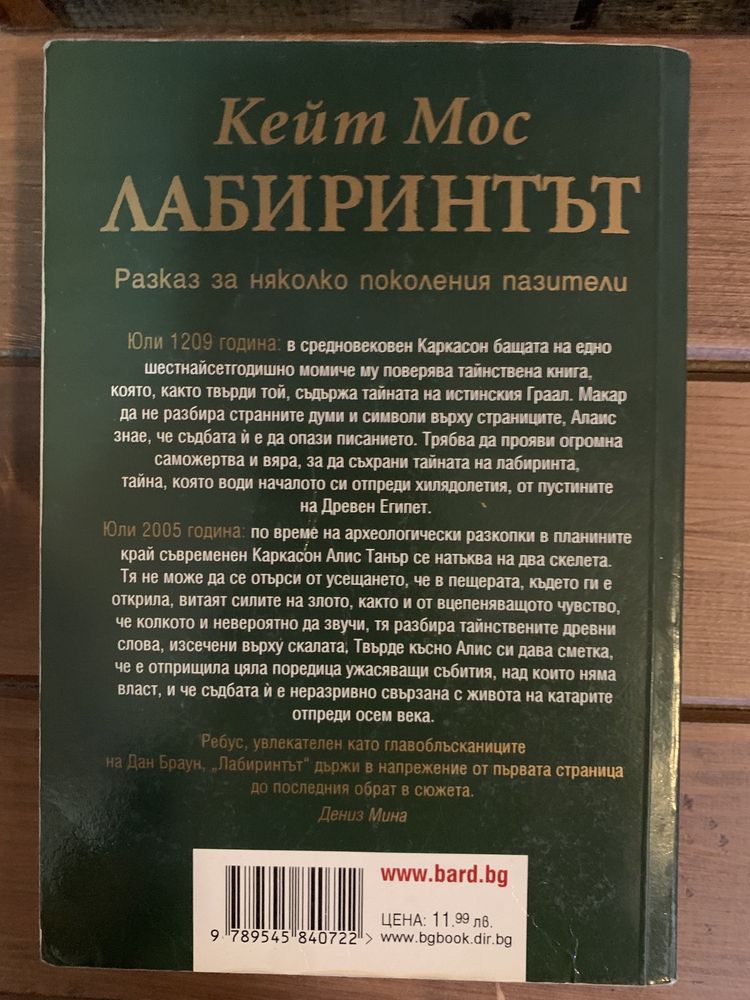 Кейт Мос
ЛАБИРИНТЪТ
Разказ за няколко поколения пазители
Юли 1209 година: в средновековен Каркасон бащата на едно
шестнайсетгодишно момиче му поверява тайнствена книга,
която, както твърди той, съдържа тайната на истинския Граал. Макар
да не разбира странните думи и символи върху страниците, Алаис
знае, че съдбата ѝ е да опази писанието. Трябва да прояви огромна
саможертва и вяра, за да съхрани тайната на лабиринта,
тайна, която води началото си отпреди хилядолетия, от пустините
на Древен Египет.
Юли 2005 година: по време на археологически разкопки в планините
край съвременен Каркасон Алис Танър се натъква на два скелета.
Тя не може да се отърси от усещането, че в пещерата, където ги е
открила, витаят силите на злото, както и от вцепеняващото чувство,
че колкото и невероятно да звучи, тя разбира тайнствените древни
слова, изсечени върху скалата. Твърде късно Алис си дава сметка,
че е отприщила цяла поредица ужасяващи събития, над които няма
власт, и че съдбата ѝ е неразривно свързана с живота на катарите
отпреди осем века.
Ребус, увлекателен като главоблъсканиците
на Дан Браун, „Лабиринтът“ държи в напрежение от първата страница
до последния обрат в сюжета.
Дениз Мина
www.bard.bg
ЦЕНА: 11.99 лв.
www.bgbook.dir.bg
9 789545 840722 >